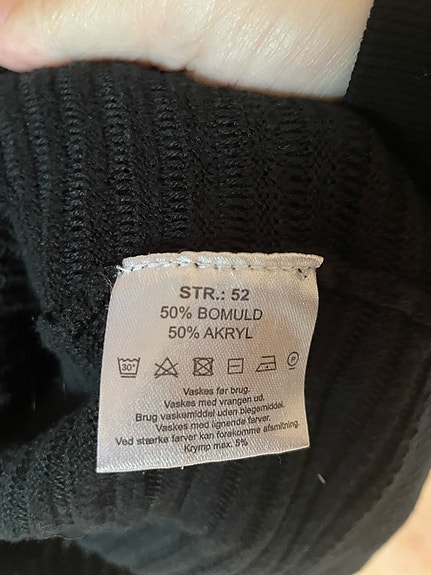 STR.: 52
50% BOMULD
50% AKRYL
30°
Vaskes før brug.
Vaskes med vrangen ud.
Brug vaskemiddel uden blegemiddel.
Vaskes med lignende farver.
Ved stærke farver kan forekomme afsmitning.
Krymp max. 5%